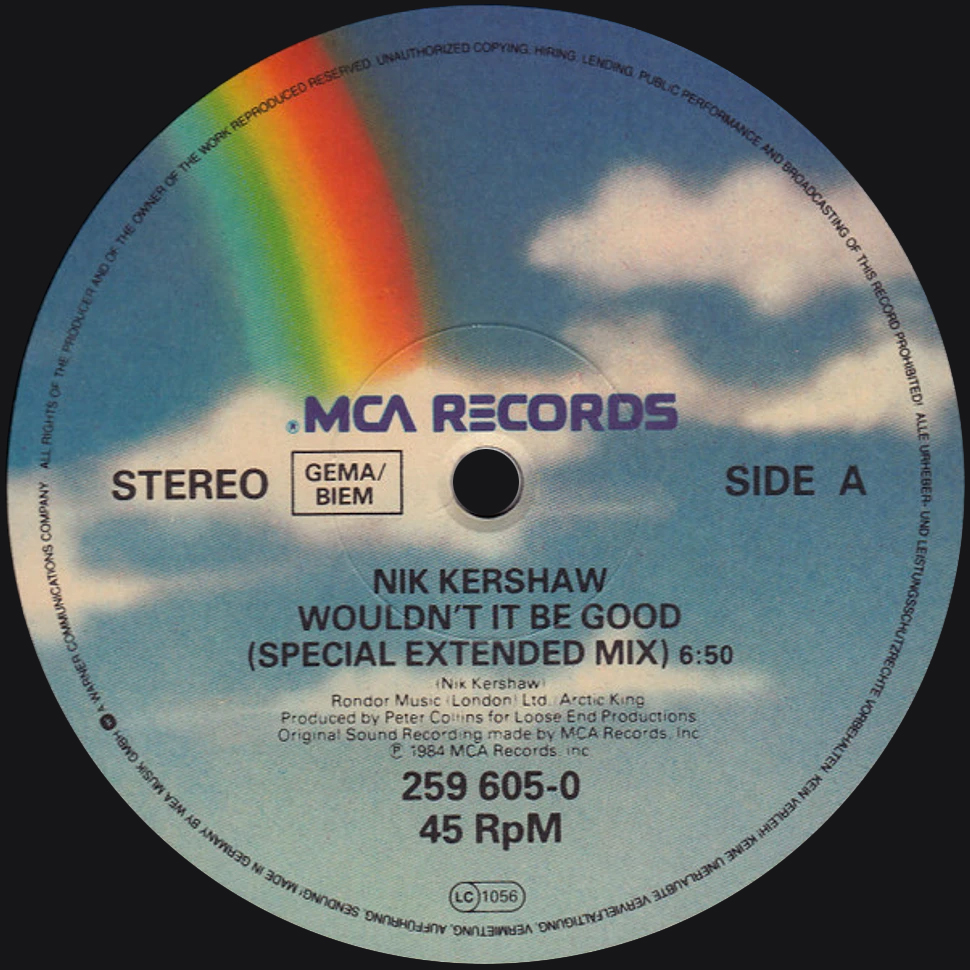 ALL RIGHTS OF THE PRODUCER AND OF THE OWNER OF THE WORK REPRODUCED RESERVED. UNAUTHORIZED COPYING, HIRING, LENDING, PUBLIC PERFORMANCE AND BROADCASTING OF THIS RECORD PROHIBITED! ALLE URHEBER- UND LEISTUNGSSCHUTZRECHTE VORBEHALTEN. KEIN VERLEIH! KEINE UNERLAUBTE VERVIELFÄLTIGUNG, VERMIETUNG, AUFFÜHRUNG, SENDUNG! MADE IN GERMANY BY WEA MUSIK GMBH A WARNER COMMUNICATIONS COMPANY
® MCA RECORDS
STEREO
GEMA/
BIEM
SIDE A
NIK KERSHAW
WOULDN'T IT BE GOOD
(SPECIAL EXTENDED MIX) 6:50
(Nik Kershaw)
Rondor Music (London) Ltd./Arctic King
Produced by Peter Collins for Loose End Productions
Original Sound Recording made by MCA Records, Inc.
℗ 1984 MCA Records, Inc.
259 605-0
45 RpM
LC 1056